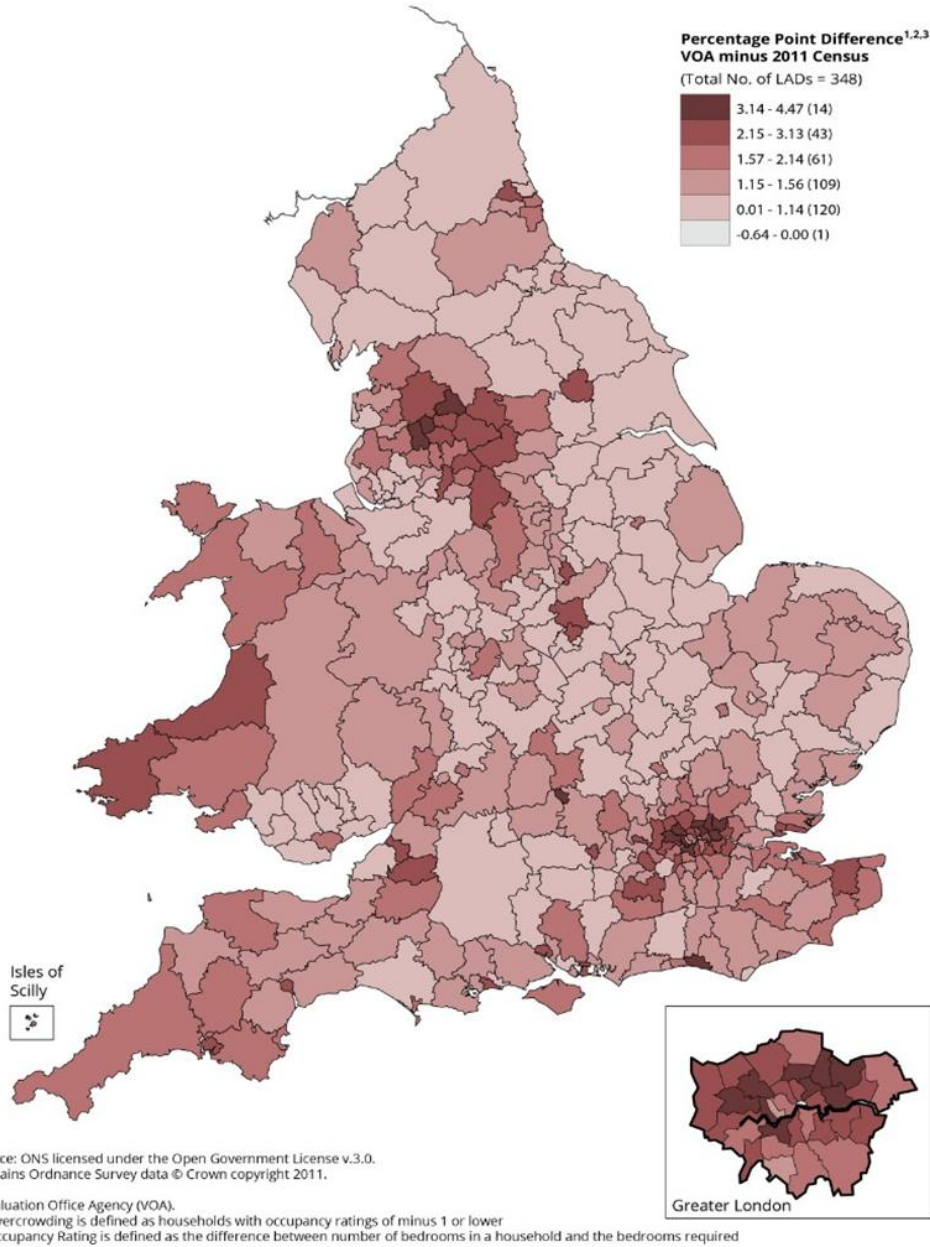 Percentage Point Difference1,2,3
VOA minus 2011 Census
(Total No. of LADs = 348)
3.14 - 4.47 (14)
2.15 - 3.13 (43)
1.57 - 2.14 (61)
1.15 - 1.56 (109)
0.01 - 1.14 (120)
-0.64 - 0.00 (1)
Isles of
Scilly
Greater London
ce: ONS licensed under the Open Government License v.3.0.
ains Ordnance Survey data © Crown copyright 2011.
luation Office Agency (VOA).
vercrowding is defined as households with occupancy ratings of minus 1 or lower
ccupancy Rating is defined as the difference between number of bedrooms in a household and the bedrooms required